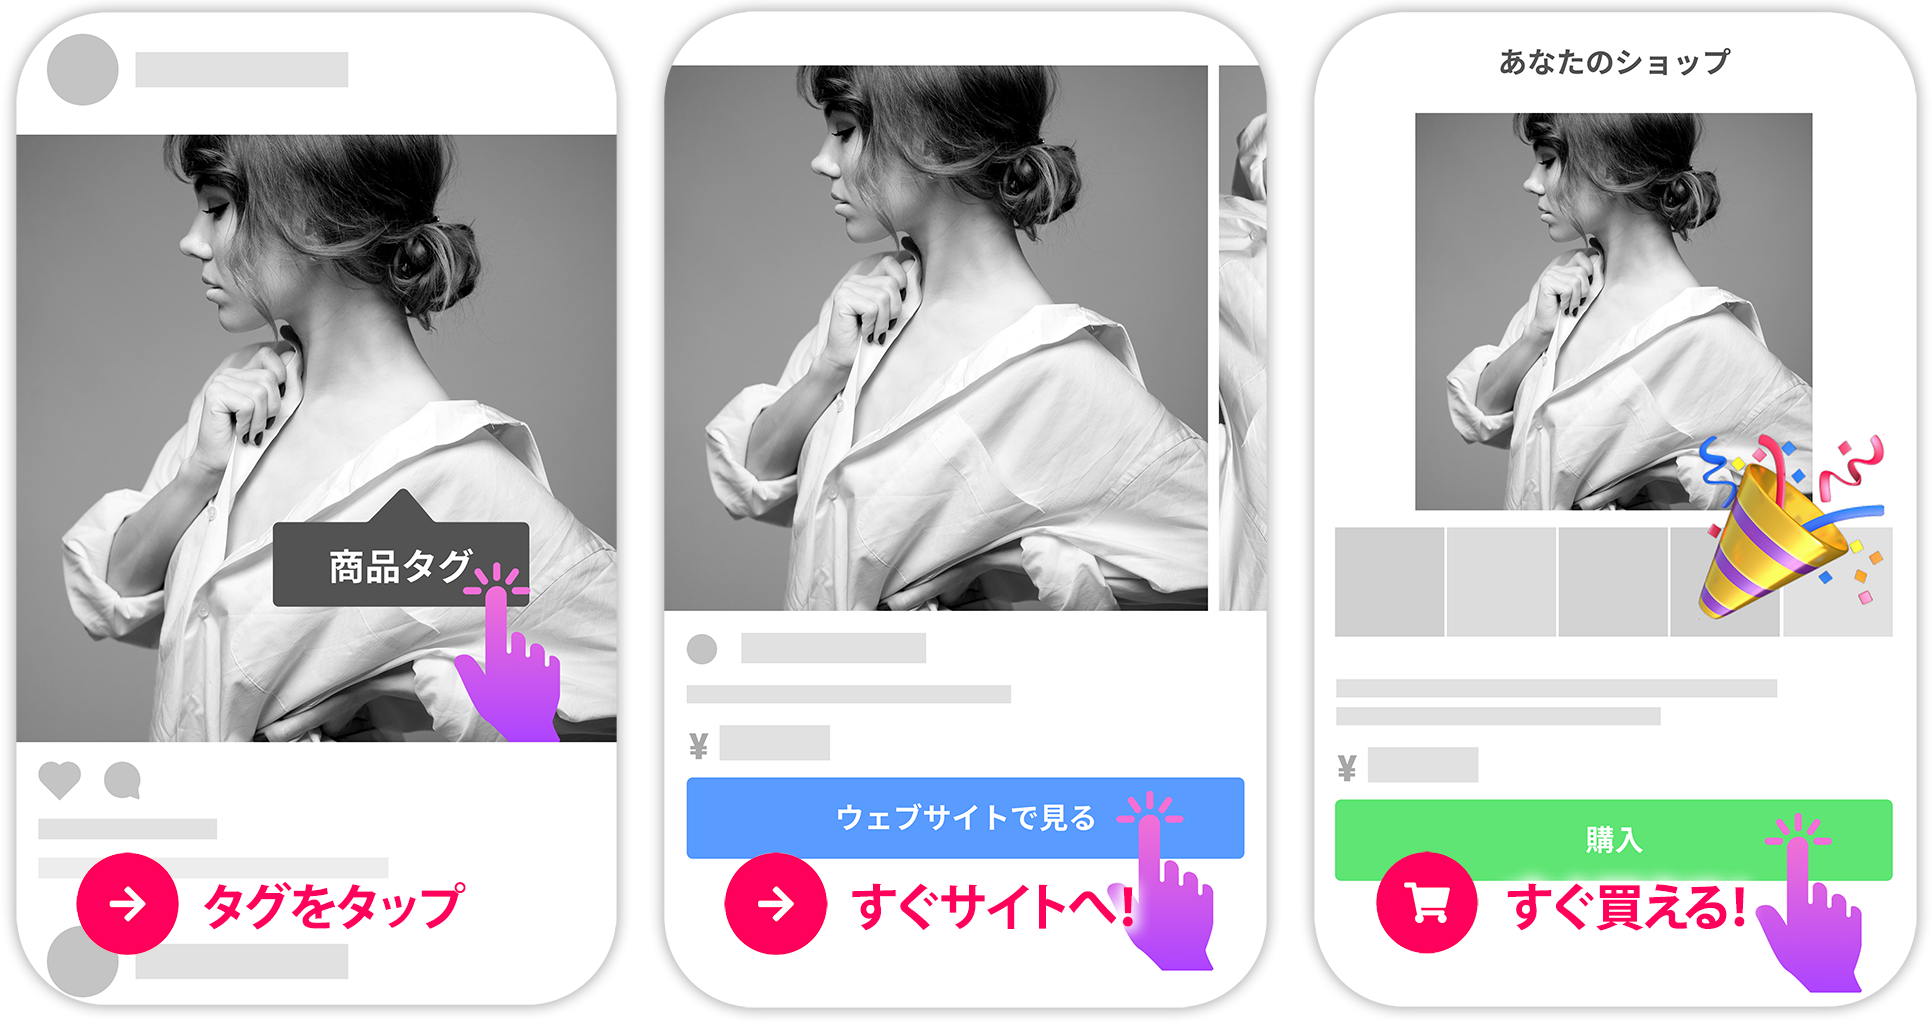 商品タグ
タグをタップ
¥
ウェブサイトで見る
すぐサイトへ!
あなたのショップ
¥
購入
すぐ買える!